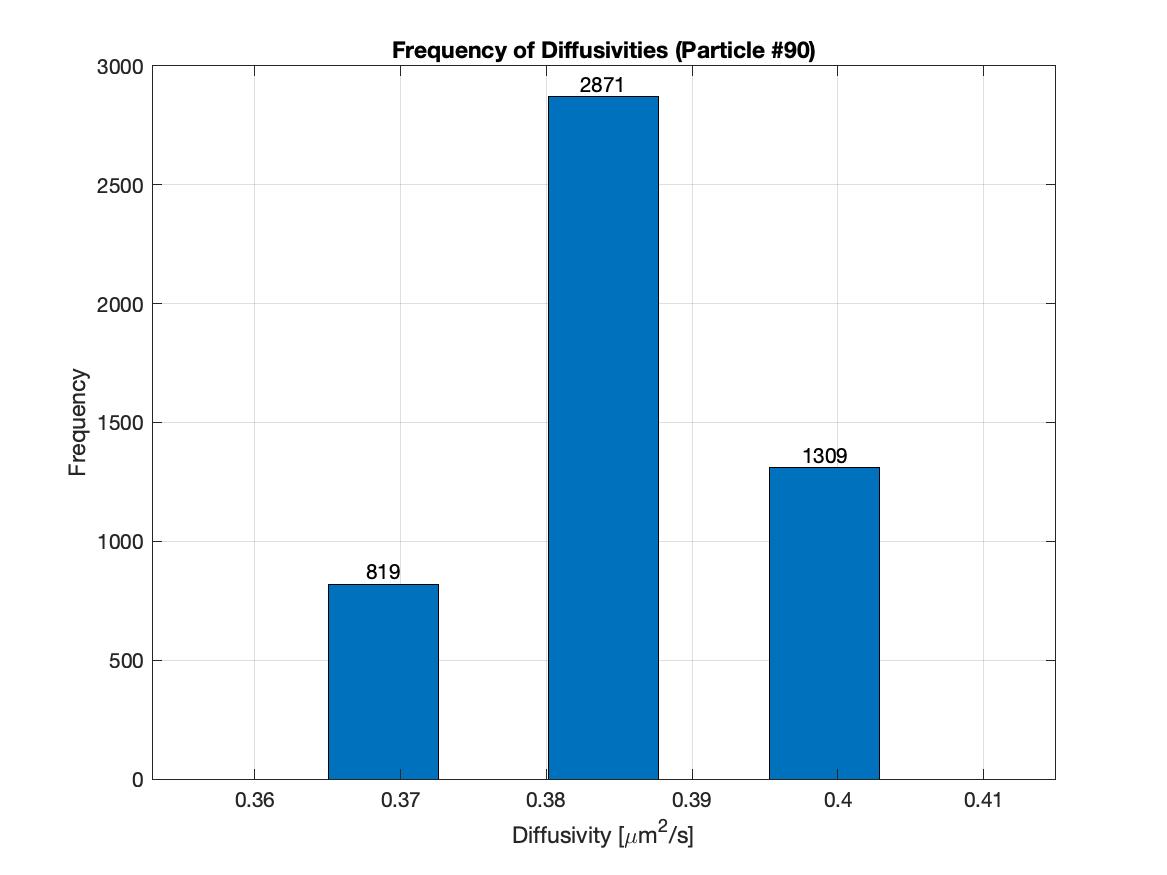 Frequency of Diffusivities (Particle #90)
3000
2871
2500
2000
Frequency
1500
1309
1000
819
500
0
0.36 0.37 0.38 0.39 0.4 0.41
Diffusivity [μm²/s]